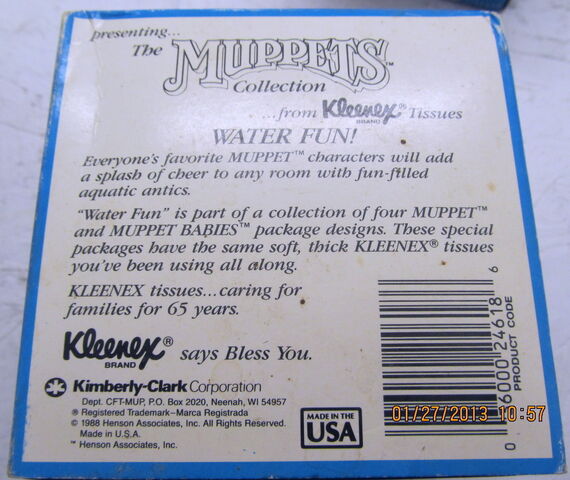 presenting...
The MUPPETS™
Collection
...from Kleenex® Tissues
BRAND
WATER FUN!
Everyone's favorite MUPPET™ characters will add
a splash of cheer to any room with fun-filled
aquatic antics.
"Water Fun" is part of a collection of four MUPPET™
and MUPPET BABIES™ package designs. These special
packages have the same soft, thick KLEENEX® tissues
you've been using all along.
KLEENEX tissues...caring for
families for 65 years.
Kleenex® says Bless You.
BRAND
Kimberly-Clark Corporation
Dept. CFT-MUP, P.O. Box 2020, Neenah, WI 54957
® Registered Trademark–Marca Registrada
© 1988 Henson Associates, Inc. All Rights Reserved.
Made in U.S.A.
™ Henson Associates, Inc.
MADE IN THE
USA
0 36000 24618 6
PRODUCT CODE
01/27/2013 10:57